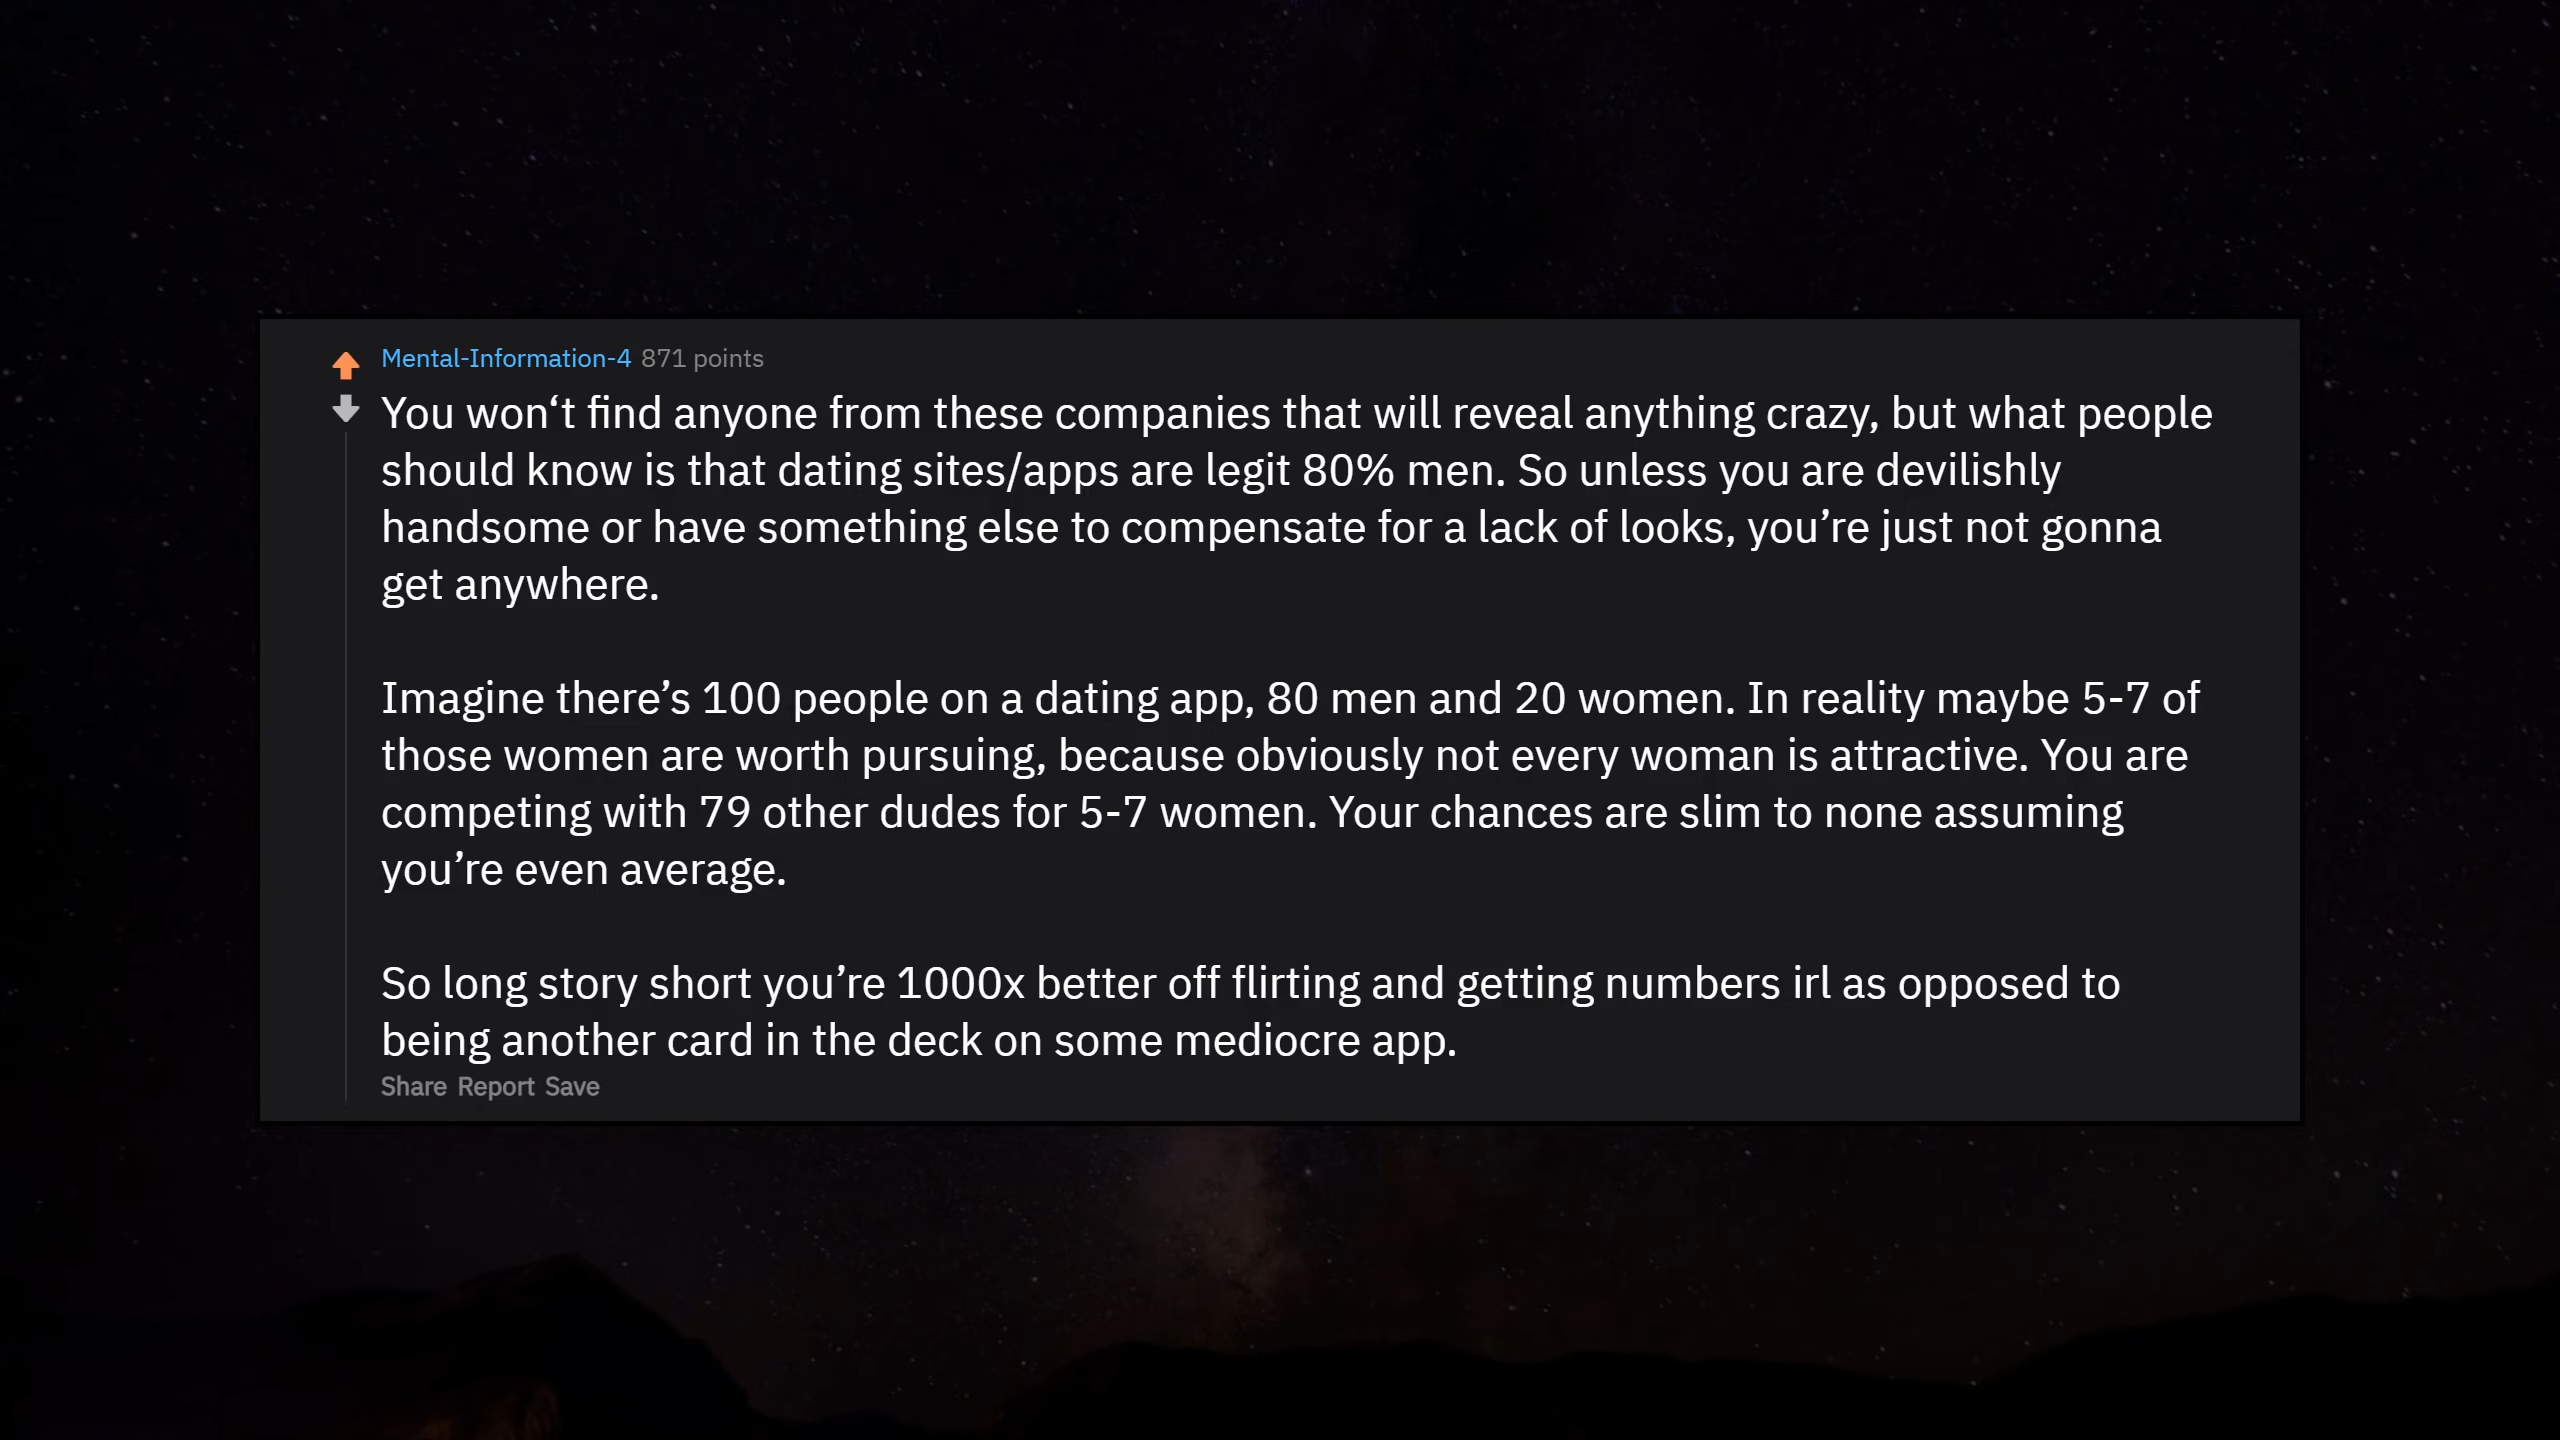 Mental-Information-4 871 points
You won‘t find anyone from these companies that will reveal anything crazy, but what people
should know is that dating sites/apps are legit 80% men. So unless you are devilishly
handsome or have something else to compensate for a lack of looks, you’re just not gonna
get anywhere.
Imagine there’s 100 people on a dating app, 80 men and 20 women. In reality maybe 5-7 of
those women are worth pursuing, because obviously not every woman is attractive. You are
competing with 79 other dudes for 5-7 women. Your chances are slim to none assuming
you’re even average.
So long story short you’re 1000x better off flirting and getting numbers irl as opposed to
being another card in the deck on some mediocre app.
Share Report Save